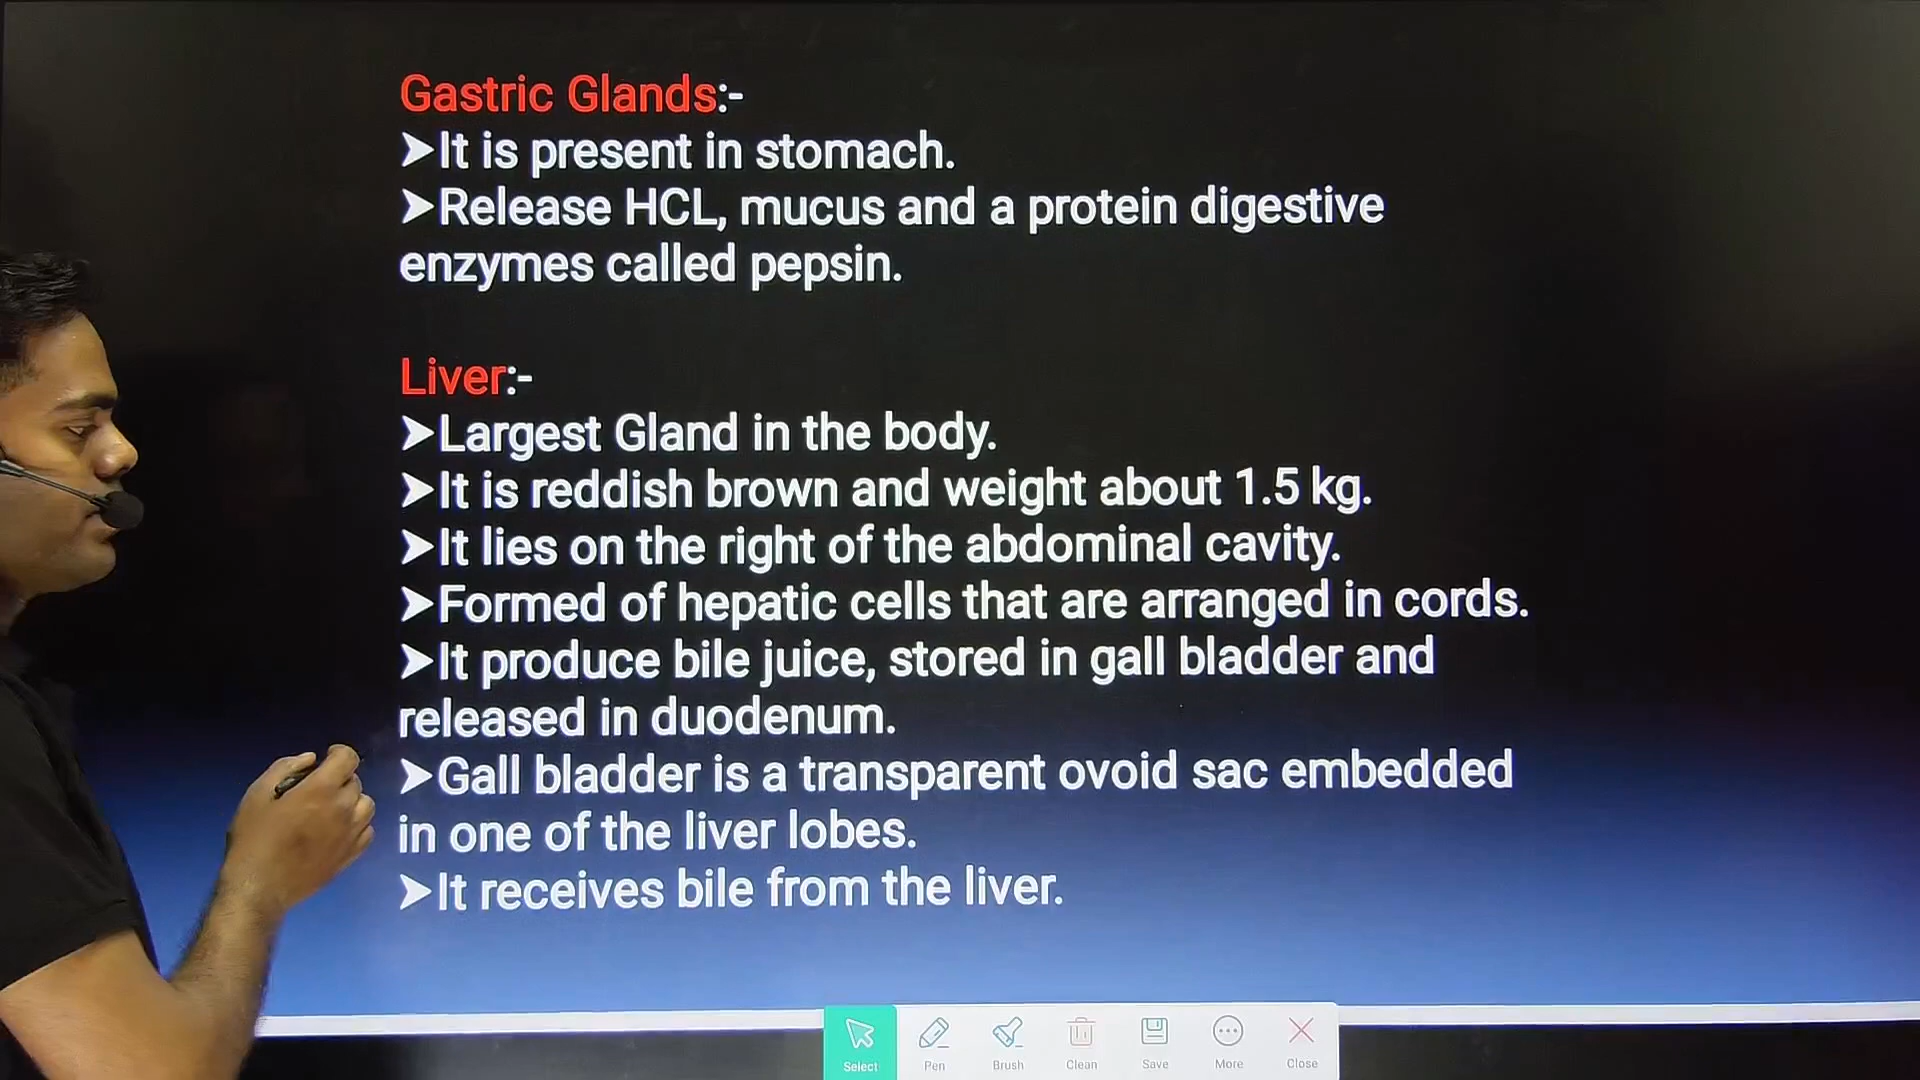 Gastric Glands:-
➤It is present in stomach.
➤Release HCL, mucus and a protein digestive
enzymes called pepsin.
Liver:-
➤Largest Gland in the body.
➤It is reddish brown and weight about 1.5 kg.
➤It lies on the right of the abdominal cavity.
➤Formed of hepatic cells that are arranged in cords.
➤It produce bile juice, stored in gall bladder and
released in duodenum.
➤Gall bladder is a transparent ovoid sac embedded
in one of the liver lobes.
➤It receives bile from the liver.
Select Pen Brush Clean Save More Close